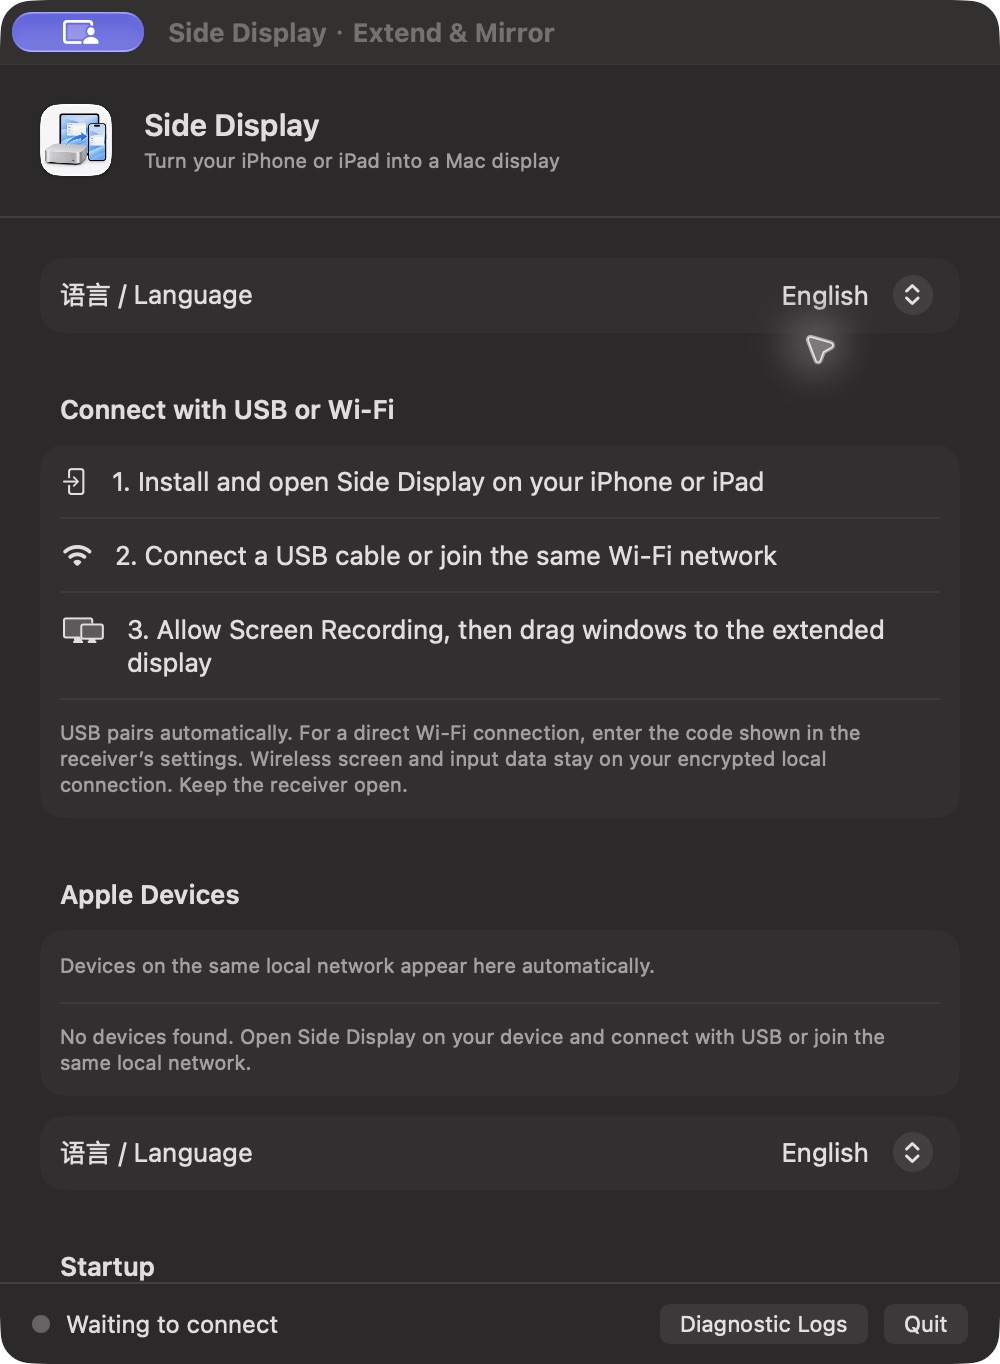 Side Display · Extend & Mirror
Side Display
Turn your iPhone or iPad into a Mac display
语言 / Language
English
Connect with USB or Wi-Fi
1. Install and open Side Display on your iPhone or iPad
2. Connect a USB cable or join the same Wi-Fi network
3. Allow Screen Recording, then drag windows to the extended
display
USB pairs automatically. For a direct Wi-Fi connection, enter the code shown in the
receiver’s settings. Wireless screen and input data stay on your encrypted local
connection. Keep the receiver open.
Apple Devices
Devices on the same local network appear here automatically.
No devices found. Open Side Display on your device and connect with USB or join the
same local network.
语言 / Language
English
Startup
Waiting to connect
Diagnostic Logs
Quit